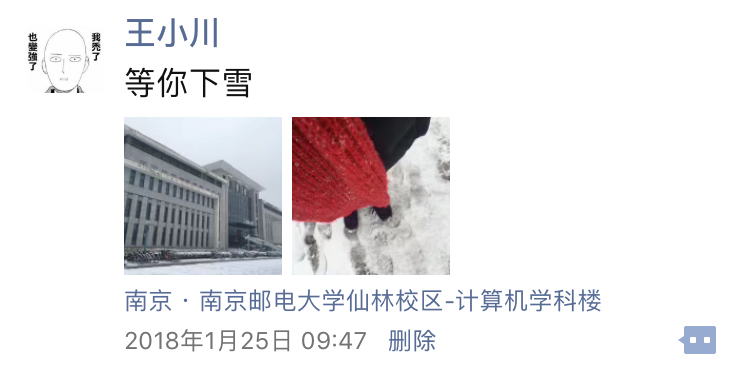 我禿了
也變強了
王小川
等你下雪
南京 · 南京邮电大学仙林校区-计算机学科楼
2018年1月25日 09:47 删除